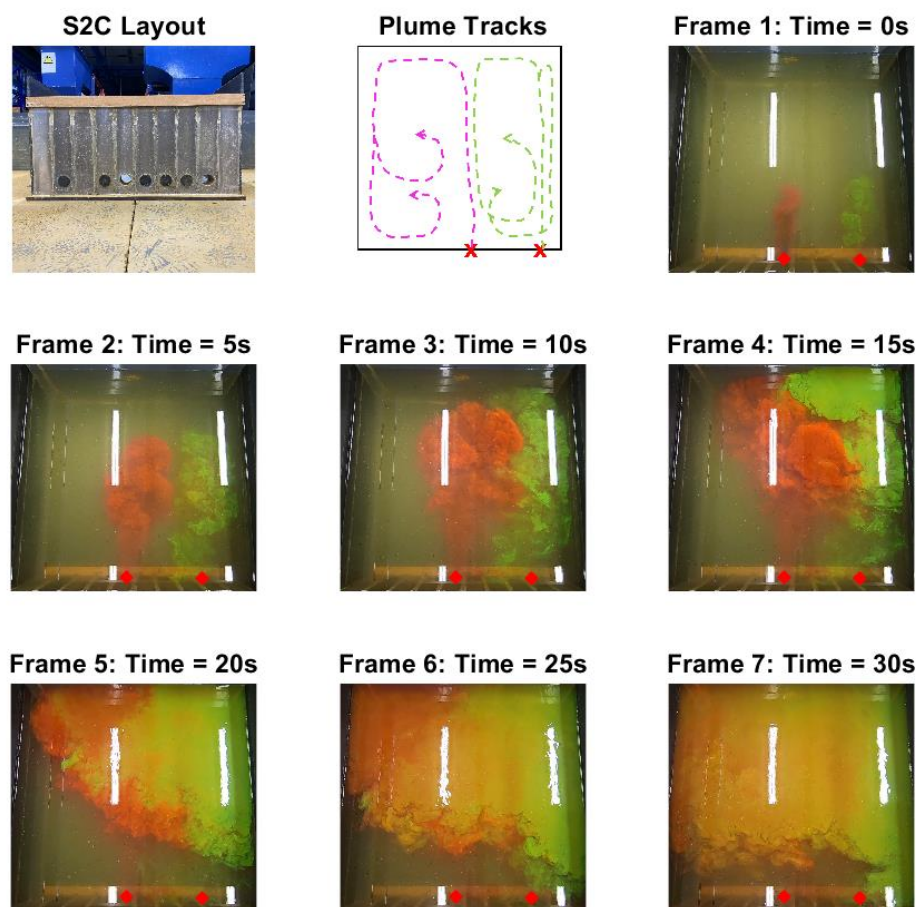 S2C Layout
Plume Tracks
Frame 1: Time = 0s
Frame 2: Time = 5s
Frame 3: Time = 10s
Frame 4: Time = 15s
Frame 5: Time = 20s
Frame 6: Time = 25s
Frame 7: Time = 30s